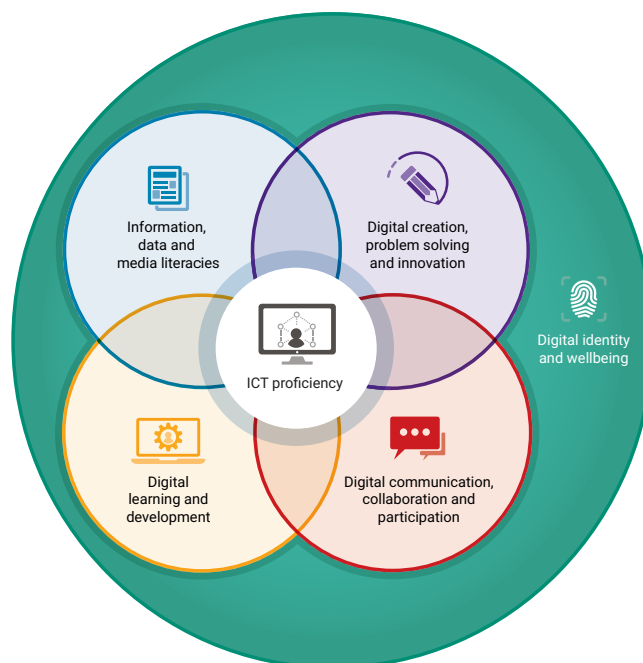 Information,
data and
media literacies
Digital creation,
problem solving
and innovation
Digital identity
and wellbeing
ICT proficiency
Digital
learning and
development
Digital communication,
collaboration and
participation